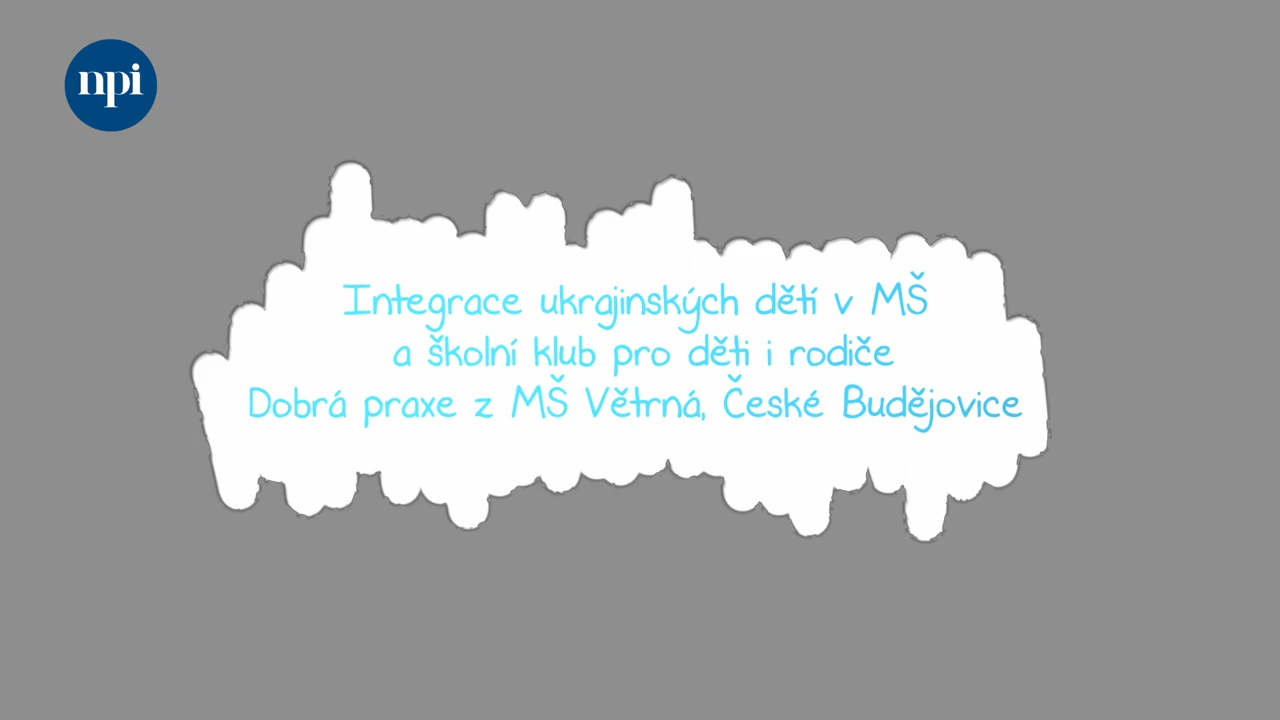 npi
Integrace ukrajinských dětí v MŠ
a školní klub pro děti i rodiče
Dobrá praxe z MŠ Větrná, České Budějovice